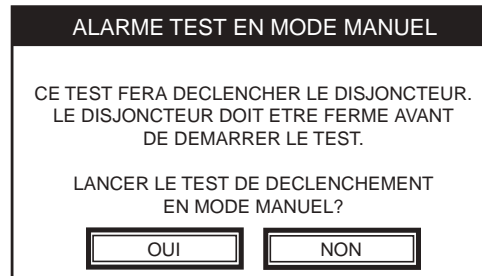 ALARME TEST EN MODE MANUEL
CE TEST FERA DECLENCHER LE DISJONCTEUR.
LE DISJONCTEUR DOIT ETRE FERME AVANT
DE DEMARRER LE TEST.
LANCER LE TEST DE DECLENCHEMENT
EN MODE MANUEL?
OUI
NON